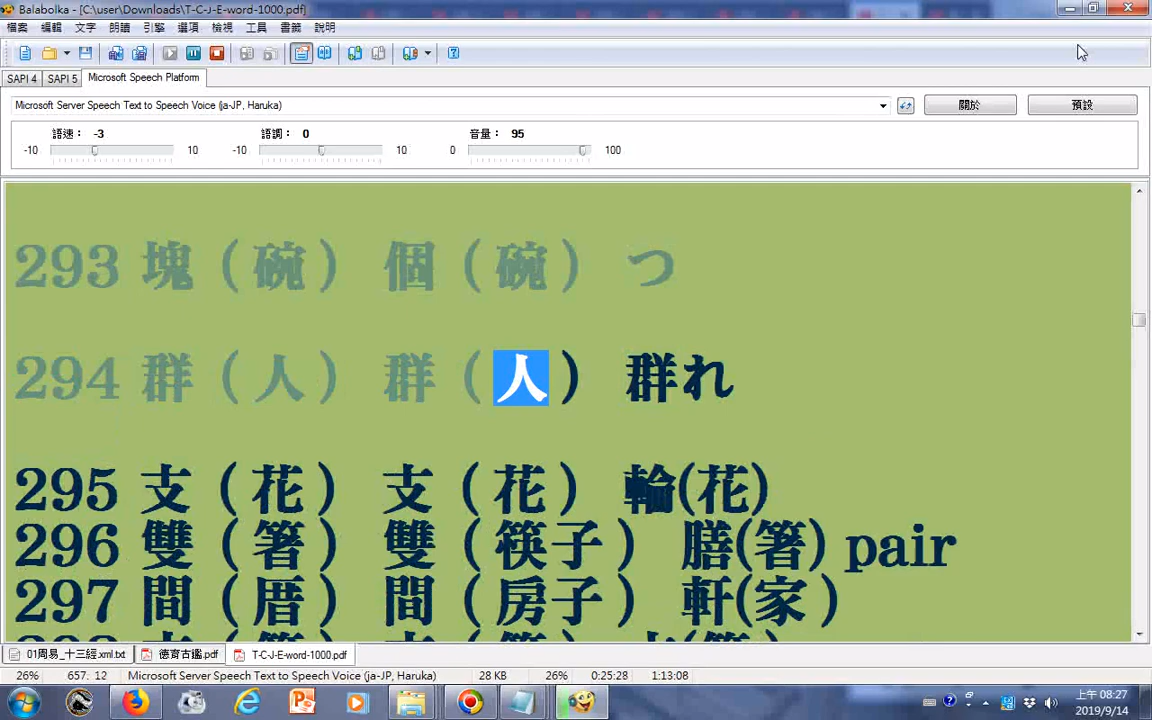 Balabolka - [C:\user\Downloads\T-C-J-E-word-1000.pdf]
檔案 編輯 文字 朗讀 引擎 選項 檢視 工具 書籤 說明
SAPI 4 SAPI 5 Microsoft Speech Platform
Microsoft Server Speech Text to Speech Voice (ja-JP, Haruka) 關於 預設
語速： -3 語調： 0 音量： 95
-10 10 -10 10 0 100
293 塊（碗） 個（碗） つ
294 群（人） 群（人） 群れ
295 支（花） 支（花） 輪(花)
296 雙（箸） 雙（筷子） 膳(箸) pair
297 間（厝） 間（房子） 軒(家）
01周易_十三經.xml.txt 德育古鑑.pdf T-C-J-E-word-1000.pdf
26% 657: 12 Microsoft Server Speech Text to Speech Voice (ja-JP, Haruka) 28 KB 26% 0:25:28 1:13:08
上午 08:27
2019/9/14